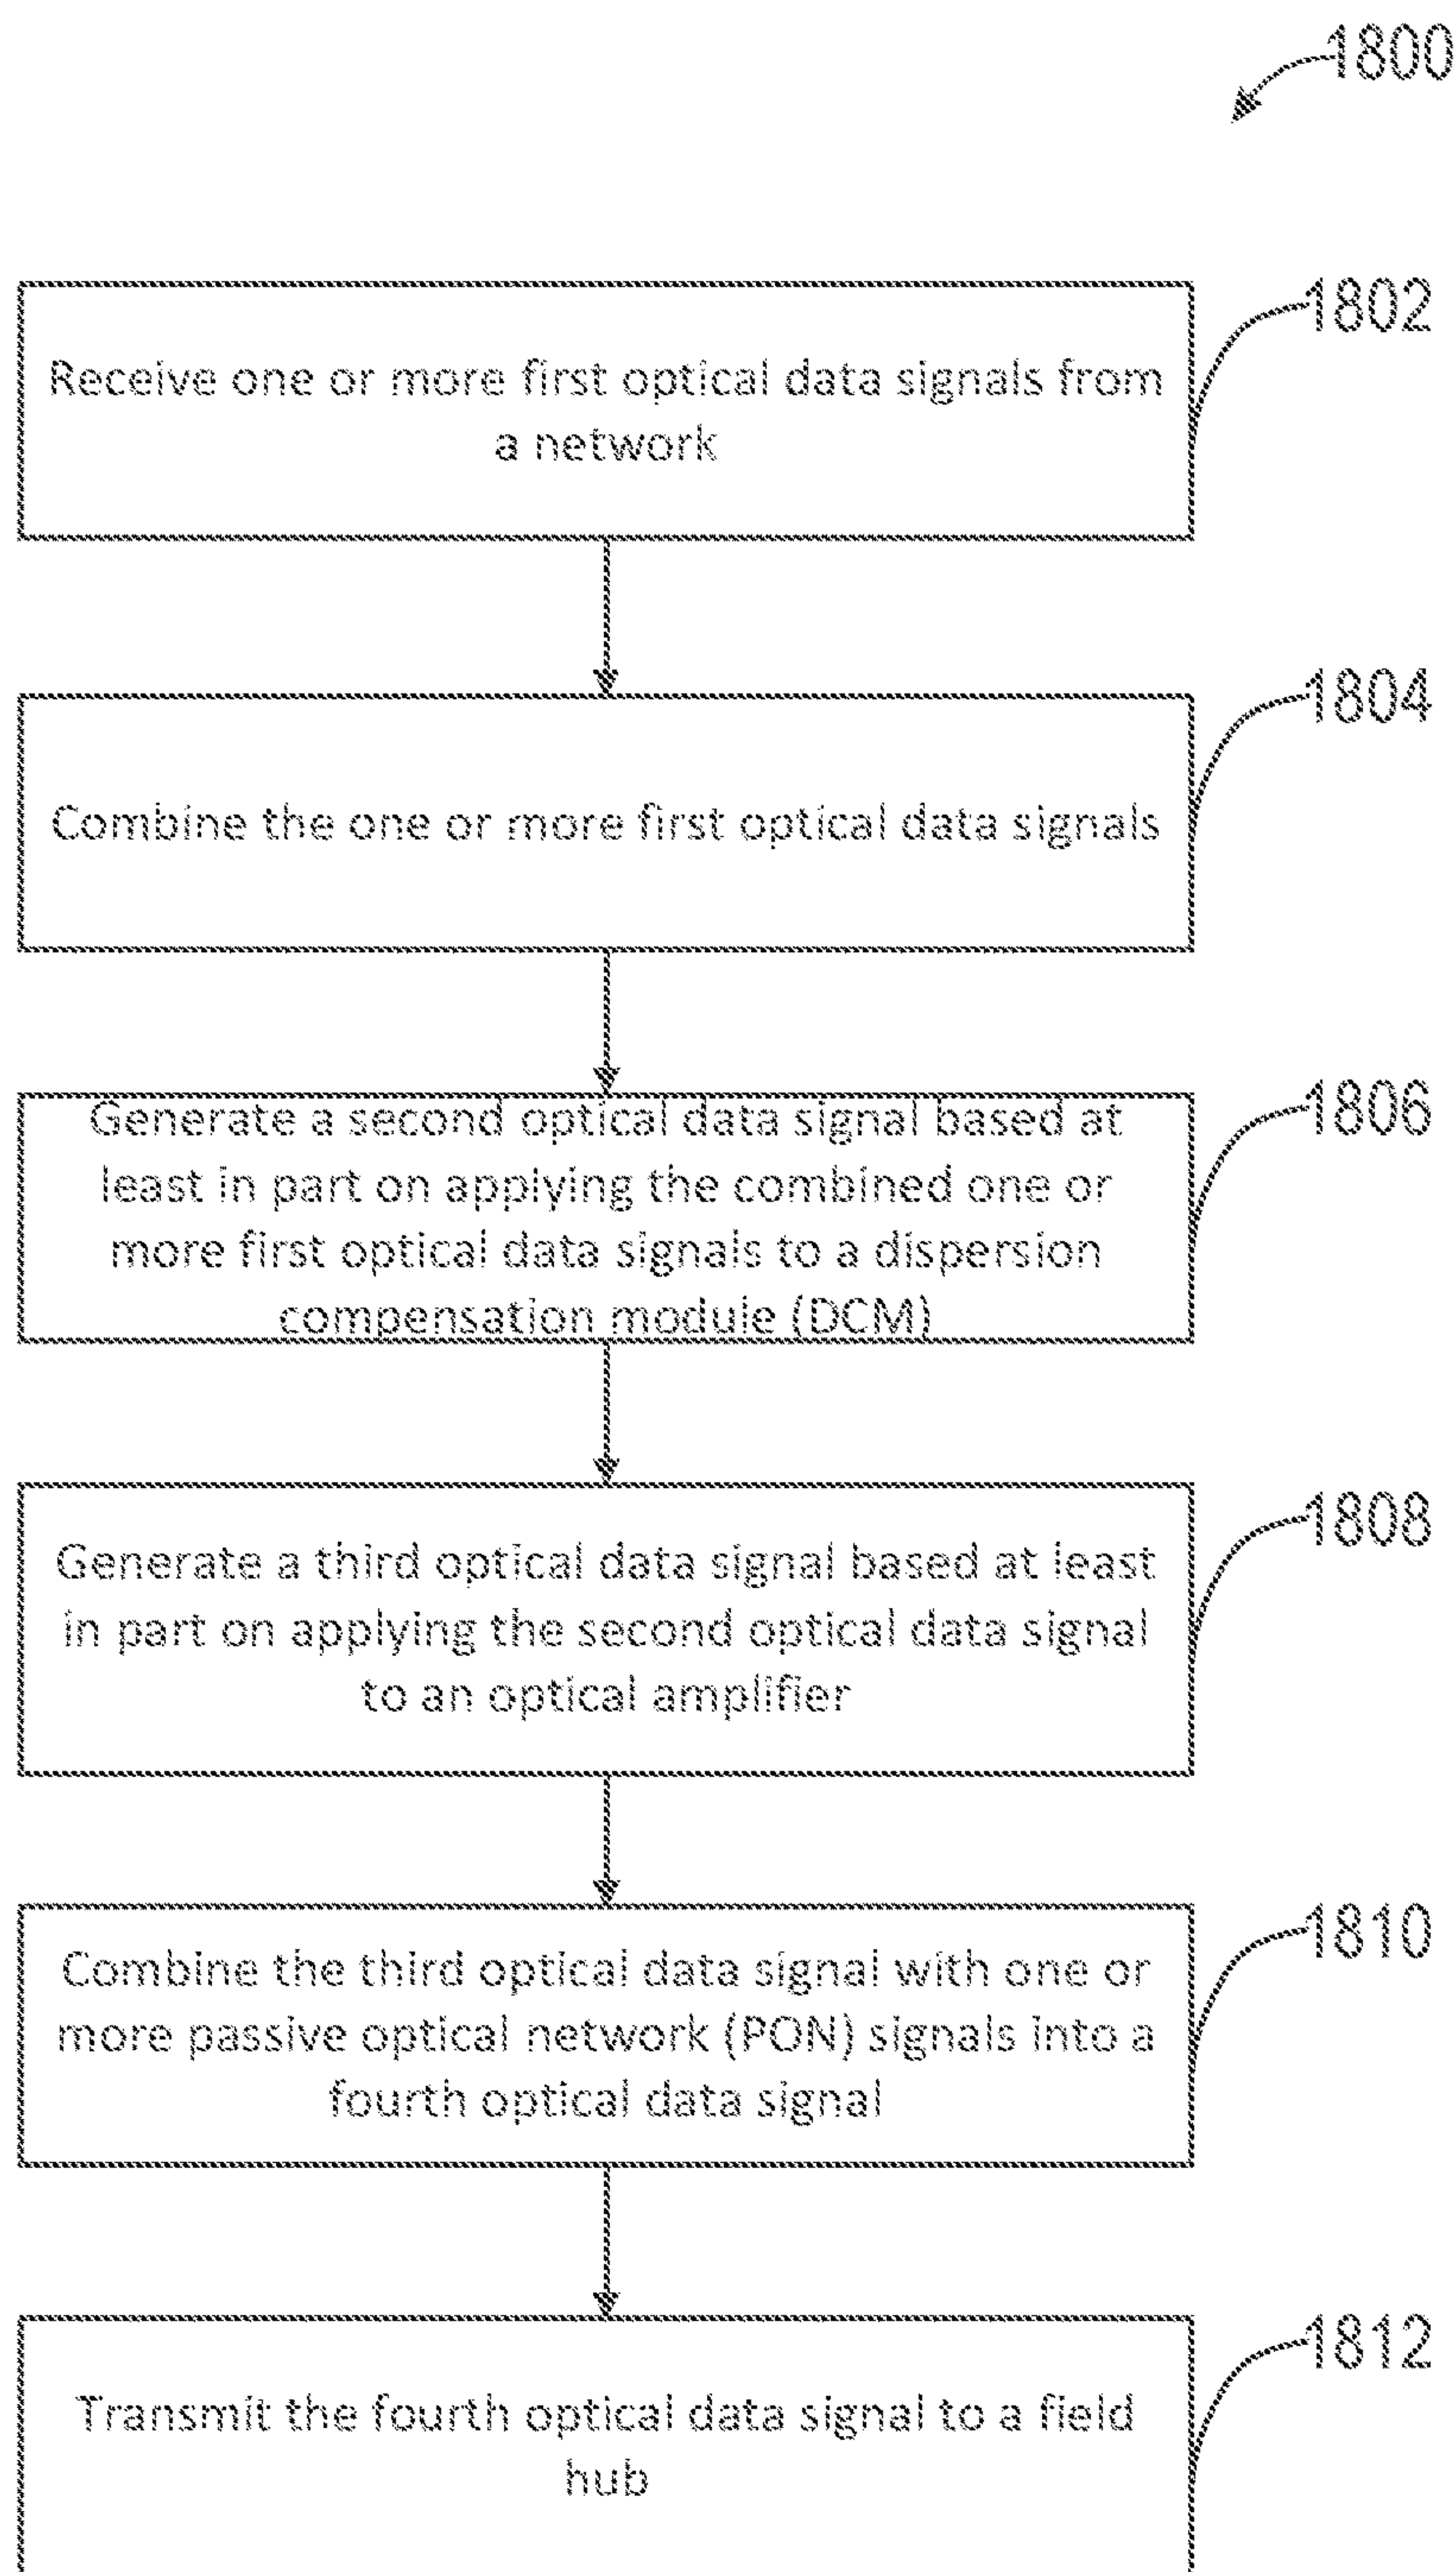 1800
1802
Receive one or more first optical data signals from
a network
1804
Combine the one or more first optical data signals
1806
Generate a second optical data signal based at
least in part on applying the combined one or
more first optical data signals to a dispersion
compensation module (DCM)
1808
Generate a third optical data signal based at least
in part on applying the second optical data signal
to an optical amplifier
1810
Combine the third optical data signal with one or
more passive optical network (PON) signals into a
fourth optical data signal
1812
Transmit the fourth optical data signal to a field
hub